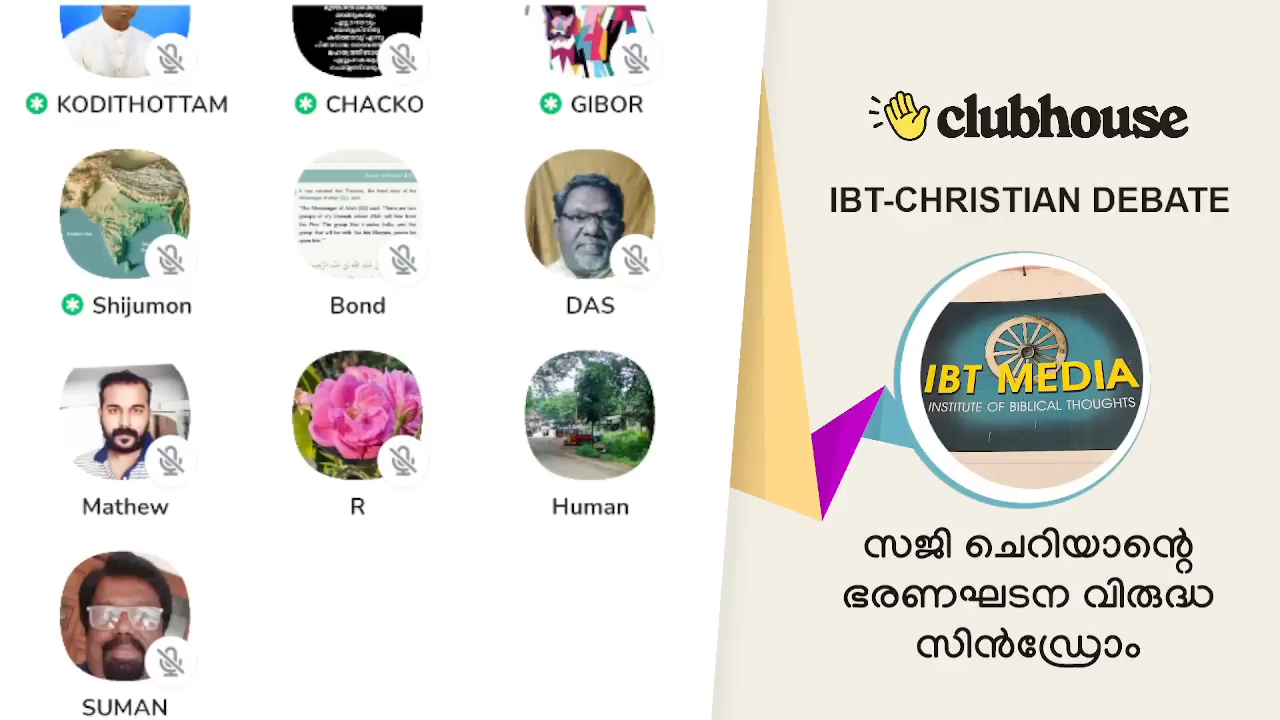 KODITHOTTAM
CHACKO
GIBOR
Shijumon
Bond
DAS
Mathew
R
Human
SUMAN
clubhouse
IBT-CHRISTIAN DEBATE
IBT MEDIA
INSTITUTE OF BIBLICAL THOUGHTS
സജി ചെറിയാന്റെ
ഭരണഘടന വിരുദ്ധ
സിൻഡ്രോം